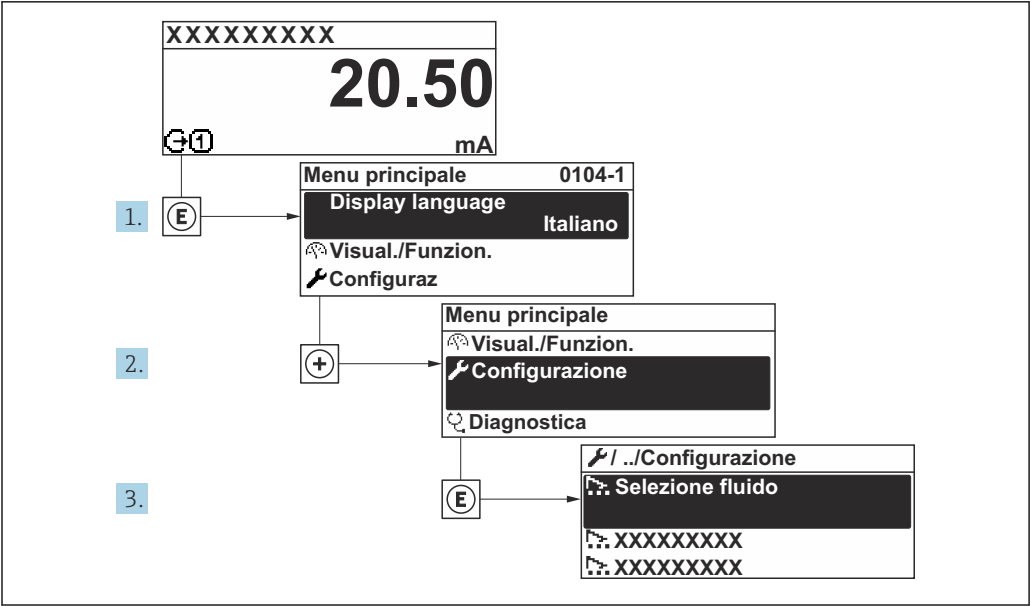 XXXXXXXXX
20.50
1 mA
Menu principale 0104-1
1. E Display language
Italiano
Visual./Funzion.
Configuraz
Menu principale
Visual./Funzion.
2. + Configurazione
Diagnostica
/ ../Configurazione
3. E Selezione fluido
XXXXXXXXX
XXXXXXXXX